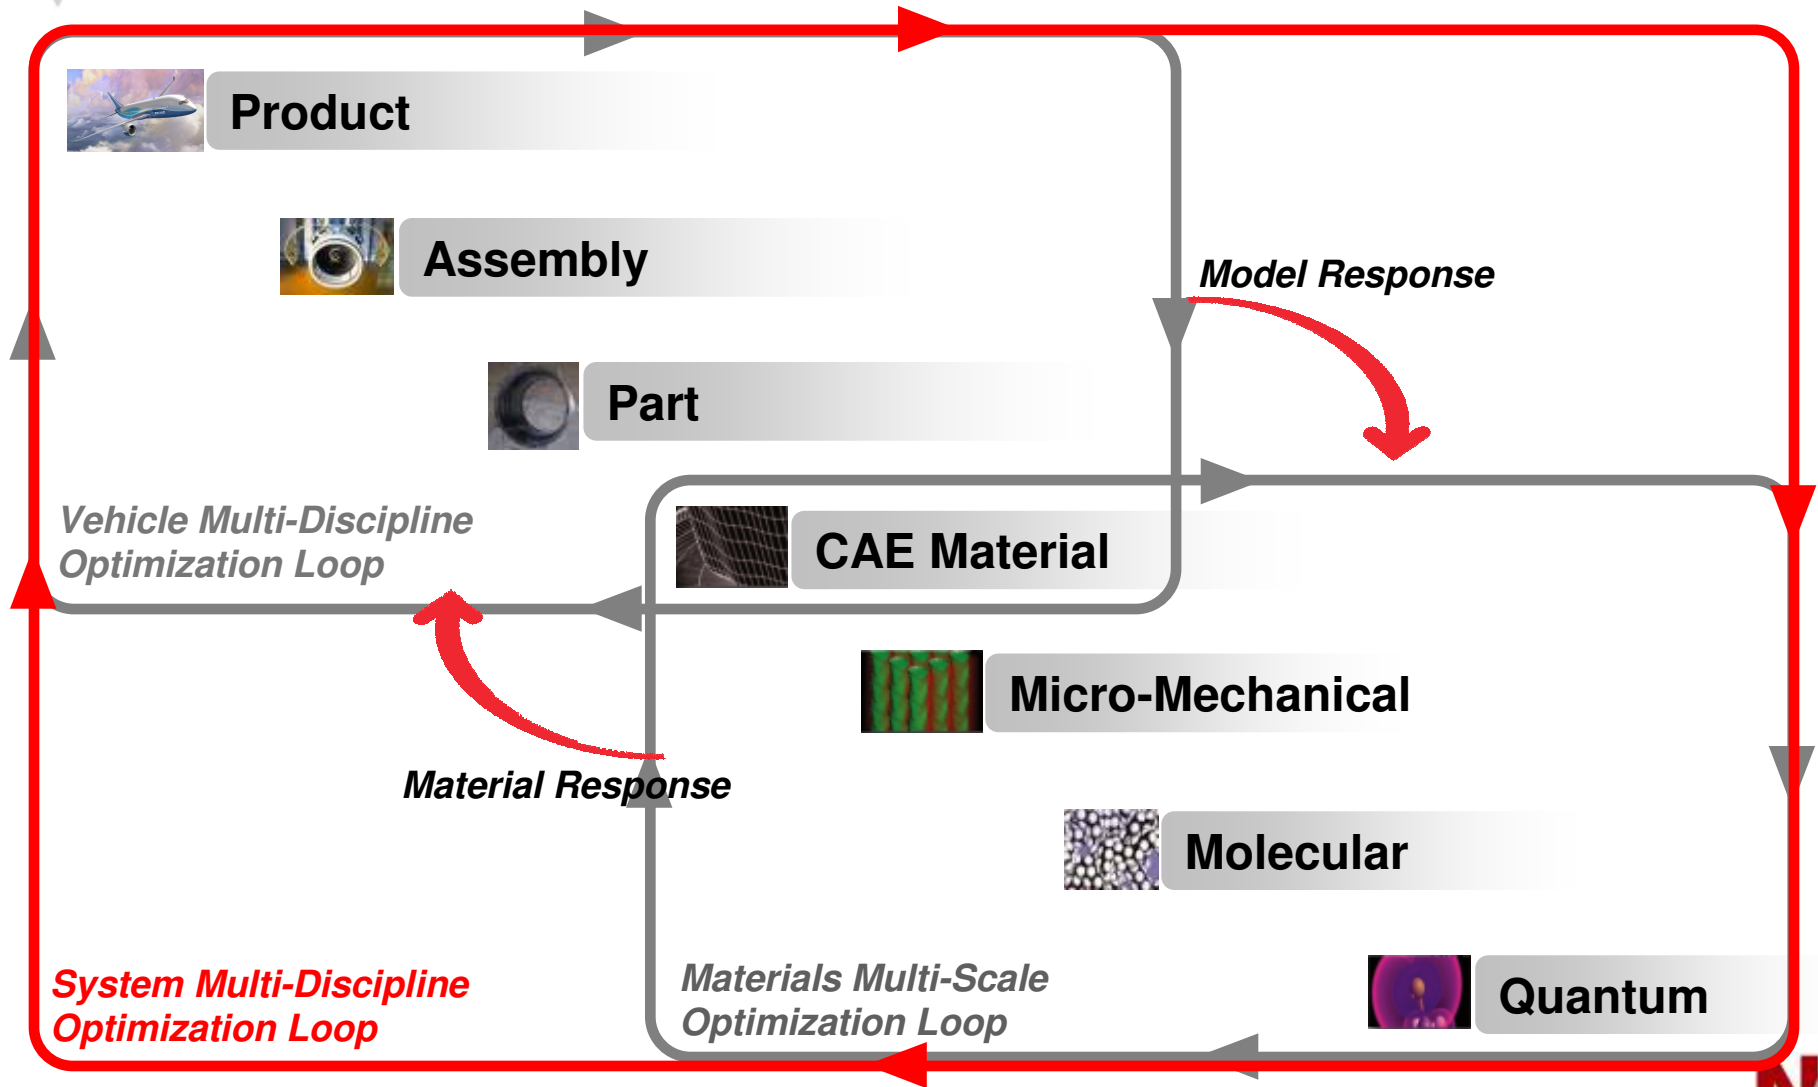 Product
Assembly
Model Response
Part
Vehicle Multi-Discipline
Optimization Loop
CAE Material
Micro-Mechanical
Material Response
Molecular
System Multi-Discipline
Optimization Loop
Materials Multi-Scale
Optimization Loop
Quantum